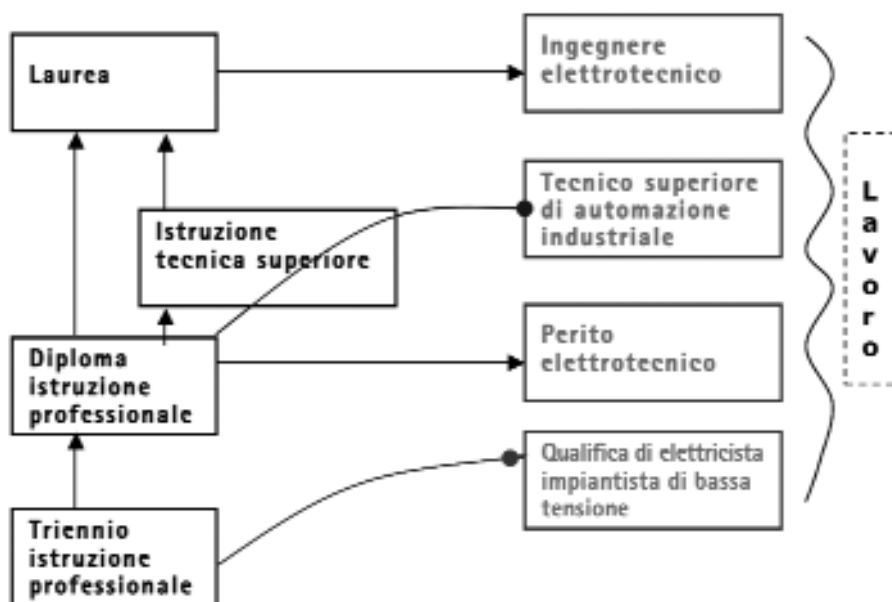 Laurea
Ingegnere
elettrotecnico
Istruzione
tecnica superiore
Tecnico superiore
di automazione
industriale
Diploma
istruzione
professionale
Perito
elettrotecnico
Triennio
istruzione
professionale
Qualifica di elettricista
impiantista di bassa
tensione
Lavoro